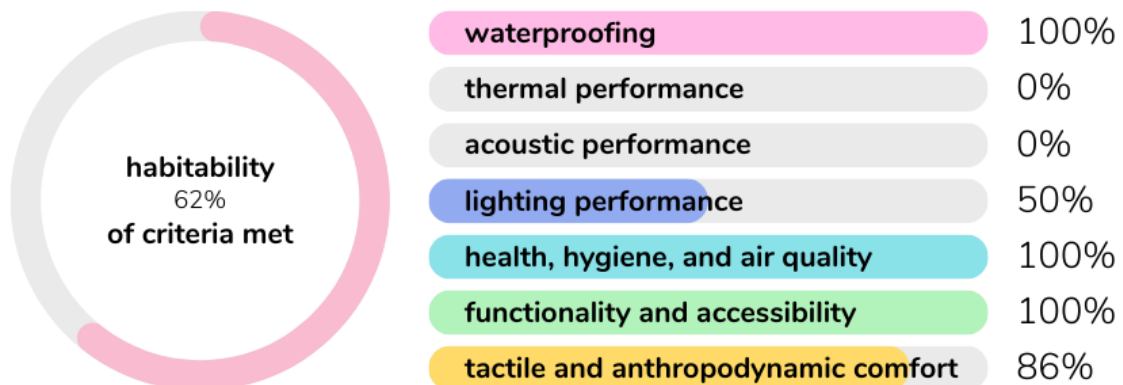 habitability
62%
of criteria met
waterproofing 100%
thermal performance 0%
acoustic performance 0%
lighting performance 50%
health, hygiene, and air quality 100%
functionality and accessibility 100%
tactile and anthropodynamic comfort 86%